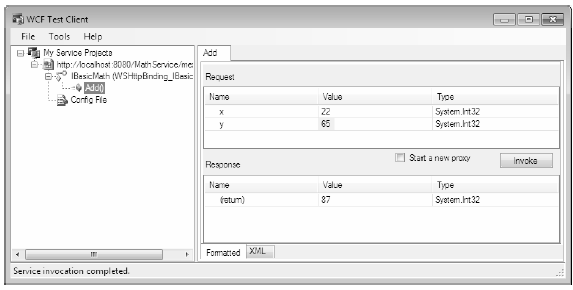 WCF Test Client
File Tools Help
My Service Projects
http://localhost:8080/MathService/mex
IBasicMath (WSHttpBinding_IBasic
Add()
Config File
Add
Request
Name Value Type
x 22 System.Int32
y 65 System.Int32
Response
Start a new proxy
Invoke
Name Value Type
(return) 87 System.Int32
Formatted XML
Service invocation completed.